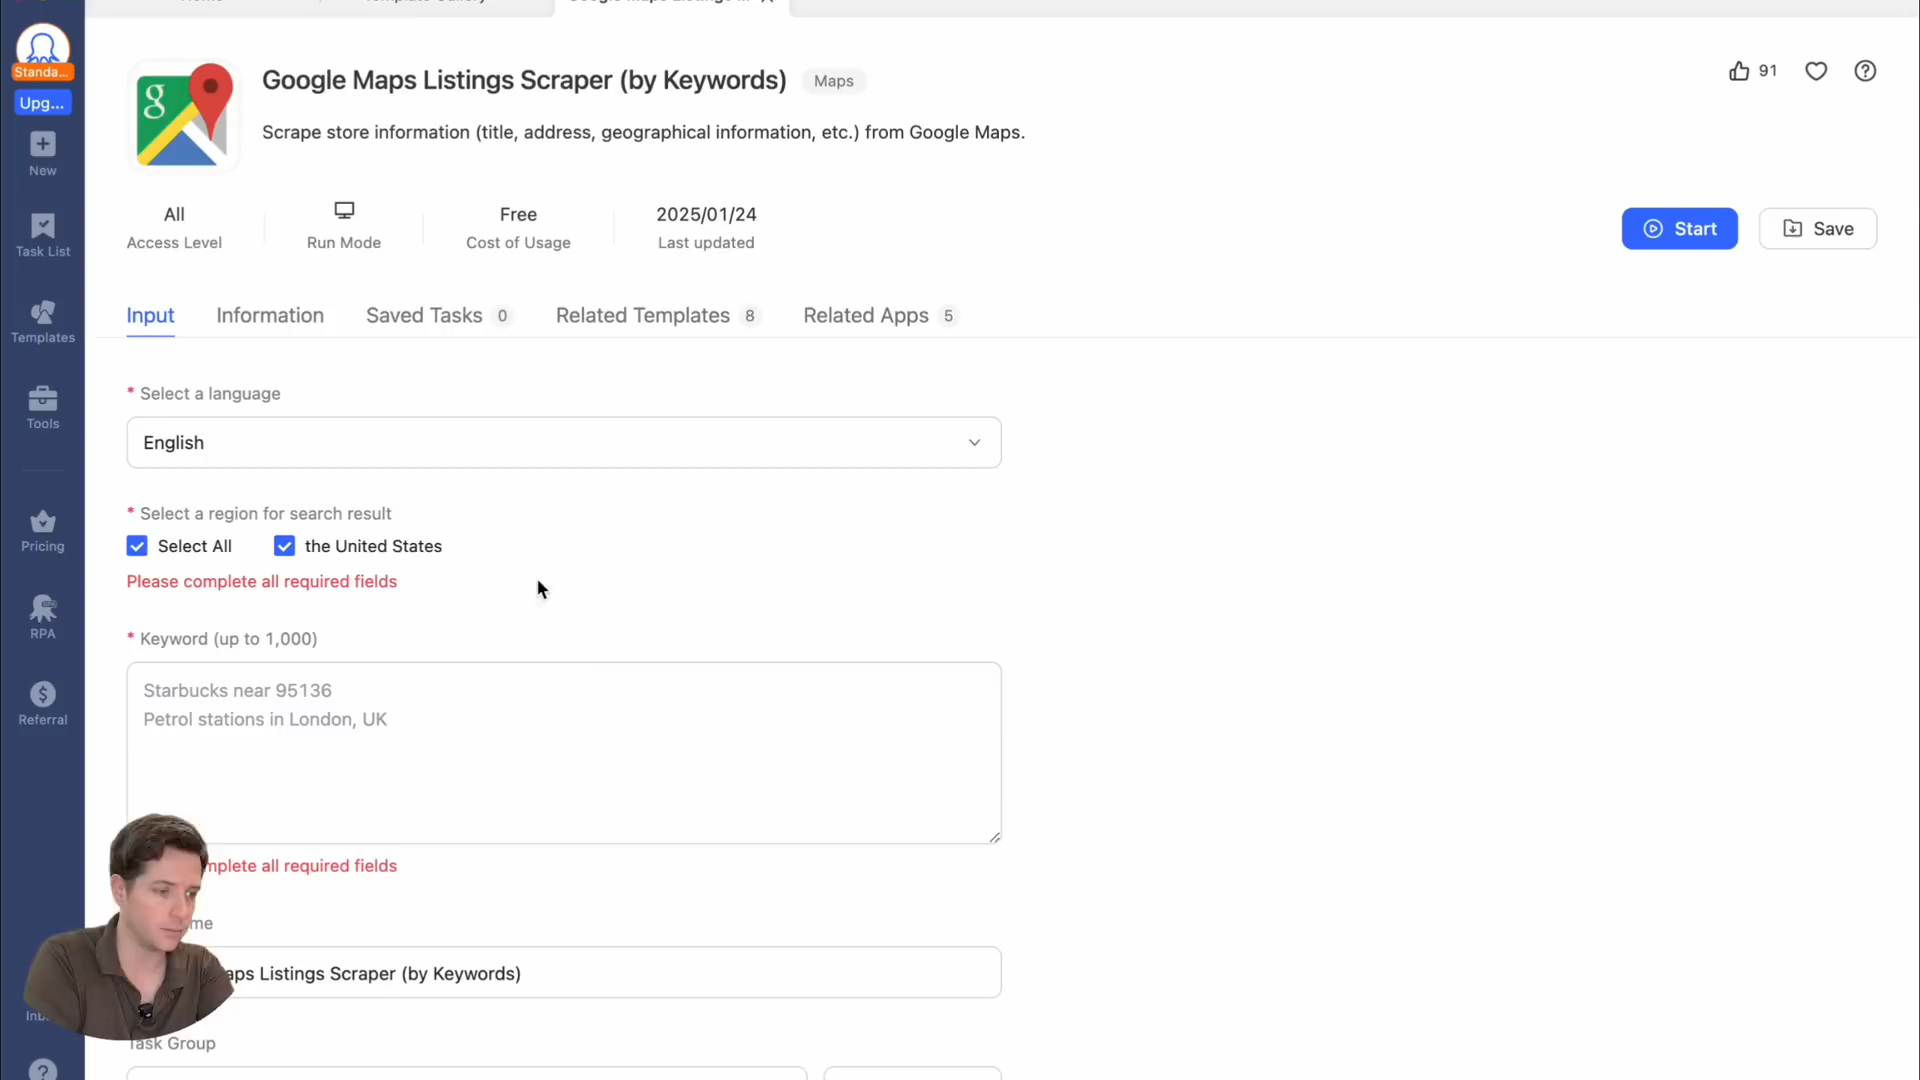 Standa...
Upg...
New
Task List
Templates
Tools
Pricing
RPA
Referral
Google Maps Listings Scraper (by Keywords)
Maps
Scrape store information (title, address, geographical information, etc.) from Google Maps.
91
All
Access Level
Run Mode
Free
Cost of Usage
2025/01/24
Last updated
Start
Save
Input
Information
Saved Tasks 0
Related Templates 8
Related Apps 5
* Select a language
English
* Select a region for search result
Select All
the United States
Please complete all required fields
* Keyword (up to 1,000)
Starbucks near 95136
Petrol stations in London, UK
mplete all required fields
me
aps Listings Scraper (by Keywords)
Task Group